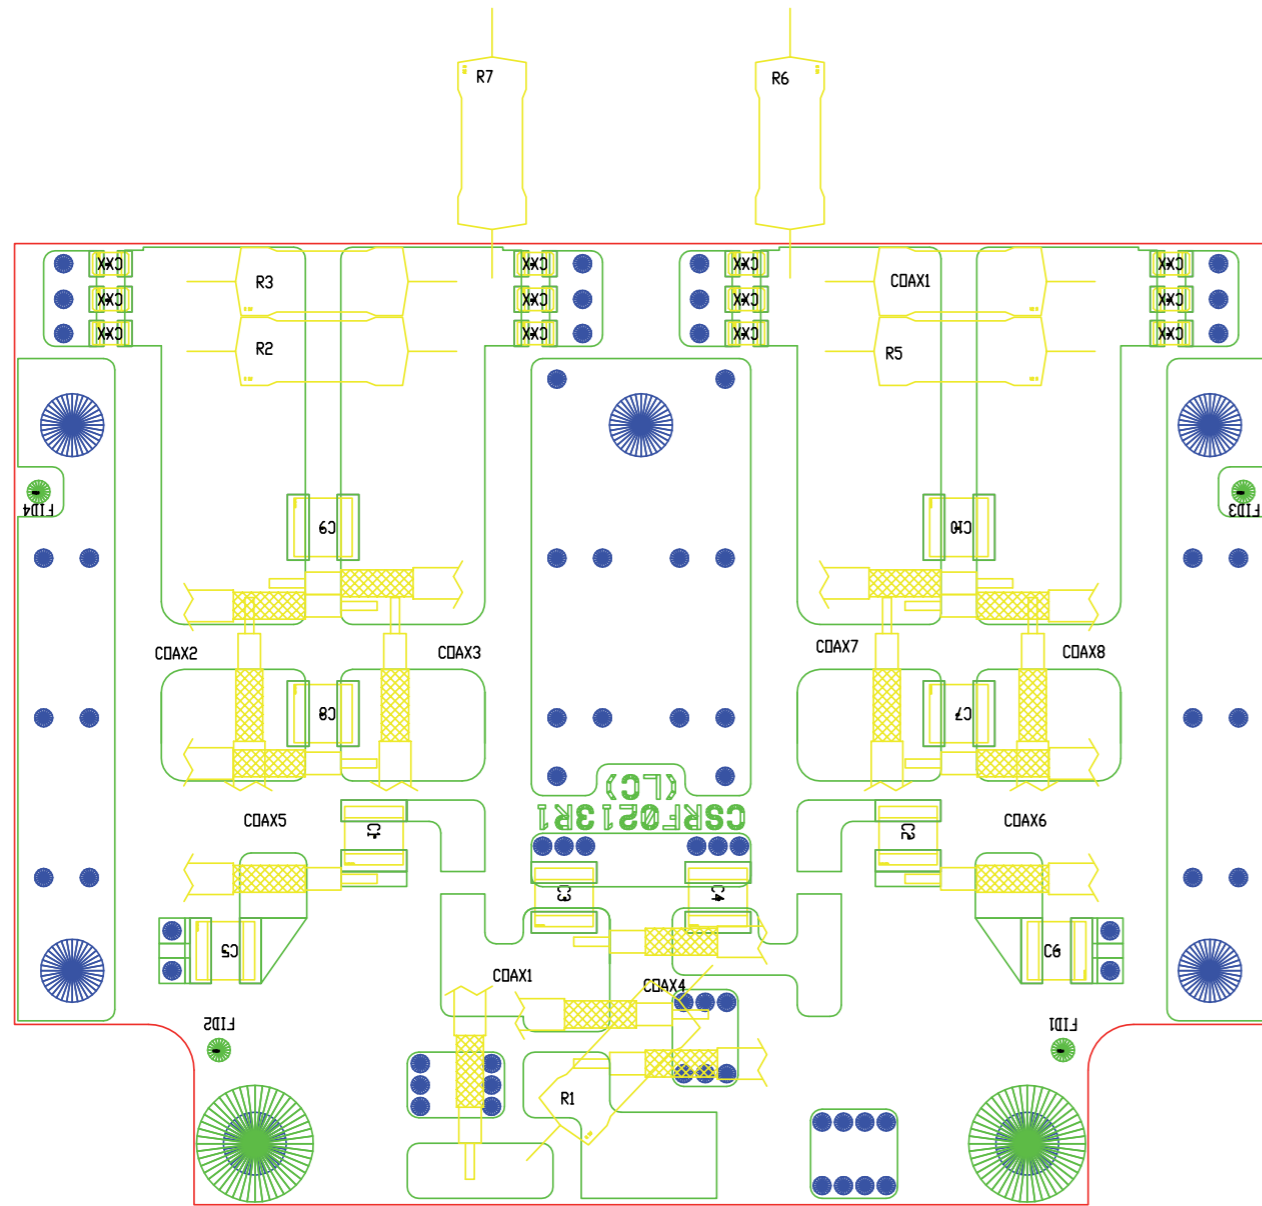 R7
R6
CXX
CXX
CXX
CXX
R3
COAX1
CXX
CXX
CXX
CXX
R2
R5
CXX
CXX
CXX
CXX
FID4
FID3
C9
C10
COAX2
COAX3
COAX7
COAX8
C8
C7
(LC)
CSRF0213R1
COAX5
C1
C2
COAX6
C3
C4
C5
C6
COAX1
COAX4
FID2
FID1
R1